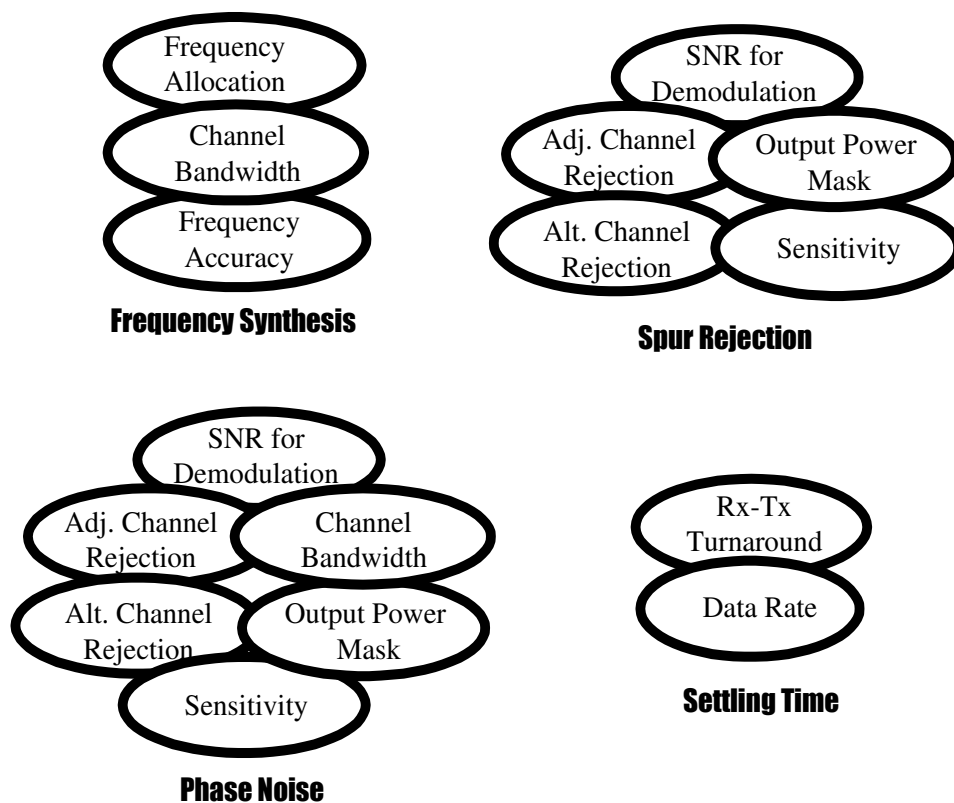 Frequency
Allocation
Channel
Bandwidth
Frequency
Accuracy
Frequency Synthesis
SNR for
Demodulation
Adj. Channel
Rejection
Output Power
Mask
Alt. Channel
Rejection
Sensitivity
Spur Rejection
SNR for
Demodulation
Adj. Channel
Rejection
Channel
Bandwidth
Alt. Channel
Rejection
Output Power
Mask
Sensitivity
Phase Noise
Rx-Tx
Turnaround
Data Rate
Settling Time